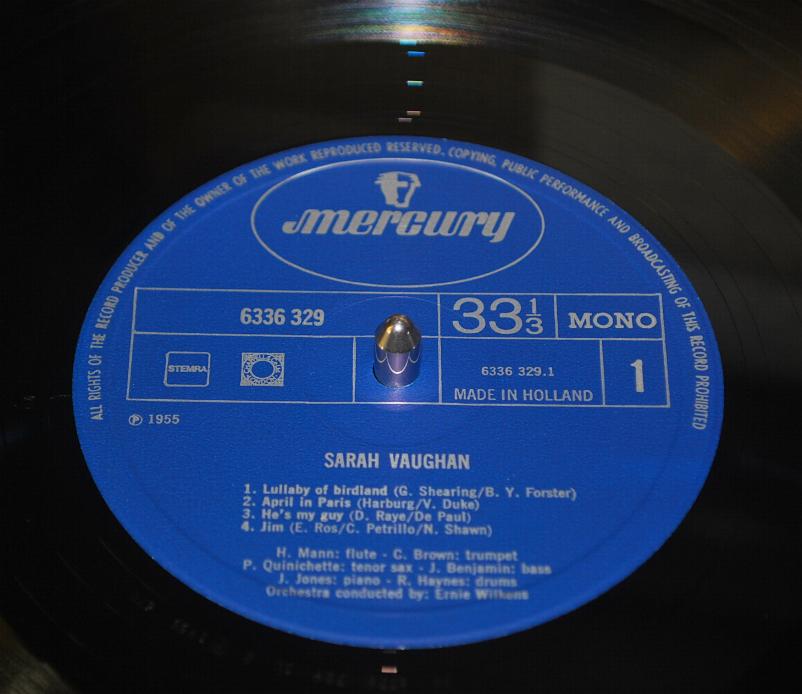 ALL RIGHTS OF THE RECORD PRODUCER AND OF THE OWNER OF THE WORK REPRODUCED RESERVED. COPYING, PUBLIC PERFORMANCE AND BROADCASTING OF THIS RECORD PROHIBITED
mercury
6336 329
33 1/3
MONO
STEMRA
6336 329.1
MADE IN HOLLAND
1
℗ 1955
SARAH VAUGHAN
1. Lullaby of birdland (G. Shearing/B. Y. Forster)
2. April in Paris (Harburg/V. Duke)
3. He's my guy (D. Raye/De Paul)
4. Jim (E. Ros/C. Petrillo/N. Shawn)
H. Mann: flute - C. Brown: trumpet
P. Quinichette: tenor sax - J. Benjamin: bass
J. Jones: piano - R. Haynes: drums
Orchestra conducted by: Ernie Wilkens